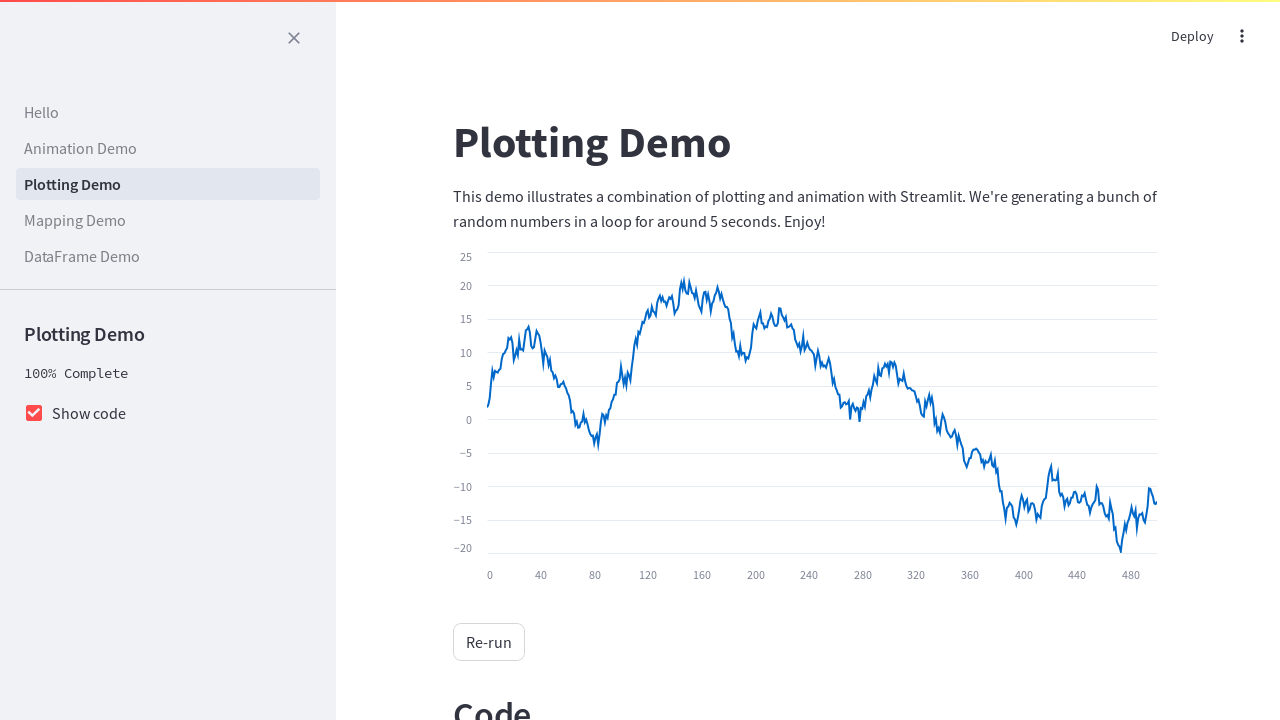 Deploy
Hello
Animation Demo
Plotting Demo
Mapping Demo
DataFrame Demo
Plotting Demo
100% Complete
Show code
Plotting Demo
This demo illustrates a combination of plotting and animation with Streamlit. We're generating a bunch of
random numbers in a loop for around 5 seconds. Enjoy!
25
20
15
10
5
0
−5
−10
−15
−20
0 40 80 120 160 200 240 280 320 360 400 440 480
Re-run
Code